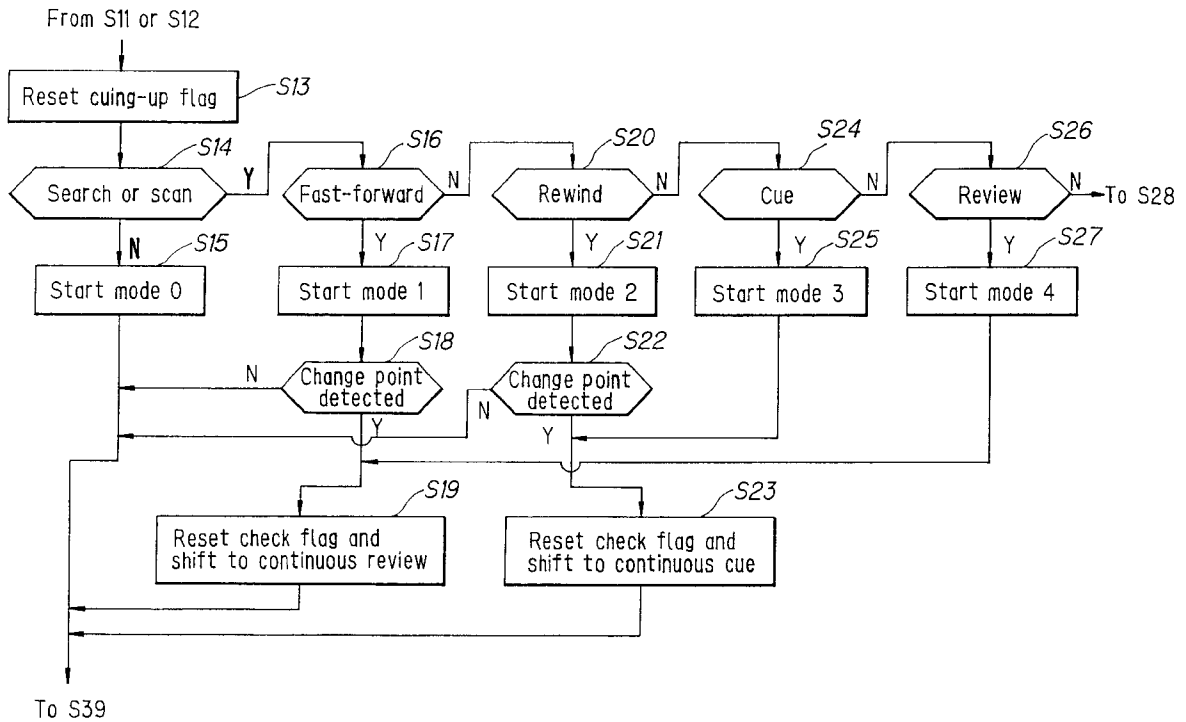 From S11 or S12
Reset cuing-up flag
S13
S14
Search or scan
Y
N
S16
Fast-forward
N
Y
S20
Rewind
N
Y
S24
Cue
N
Y
S26
Review
N
To S28
Y
S15
Start mode 0
S17
Start mode 1
S21
Start mode 2
S25
Start mode 3
S27
Start mode 4
S18
Change point
detected
N
Y
S22
Change point
detected
N
Y
S19
Reset check flag and
shift to continuous review
S23
Reset check flag and
shift to continuous cue
To S39